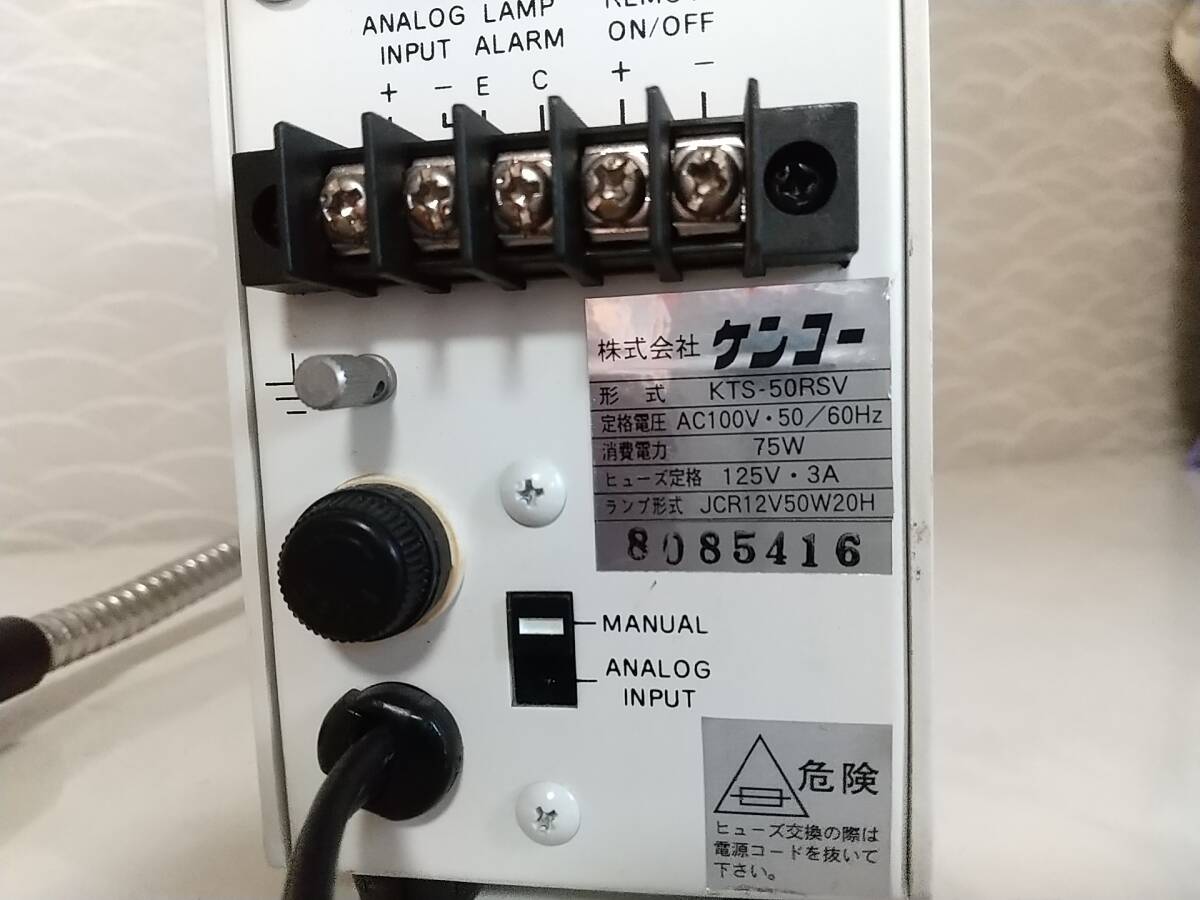 ANALOG LAMP
INPUT ALARM
ON/OFF
+ − E C + −
株式会社 ケンコー
形式 KTS-50RSV
定格電圧 AC100V・50/60Hz
消費電力 75W
ヒューズ定格 125V・3A
ランプ形式 JCR12V50W20H
8085416
MANUAL
ANALOG
INPUT
危険
ヒューズ交換の際は
電源コードを抜いて
下さい。